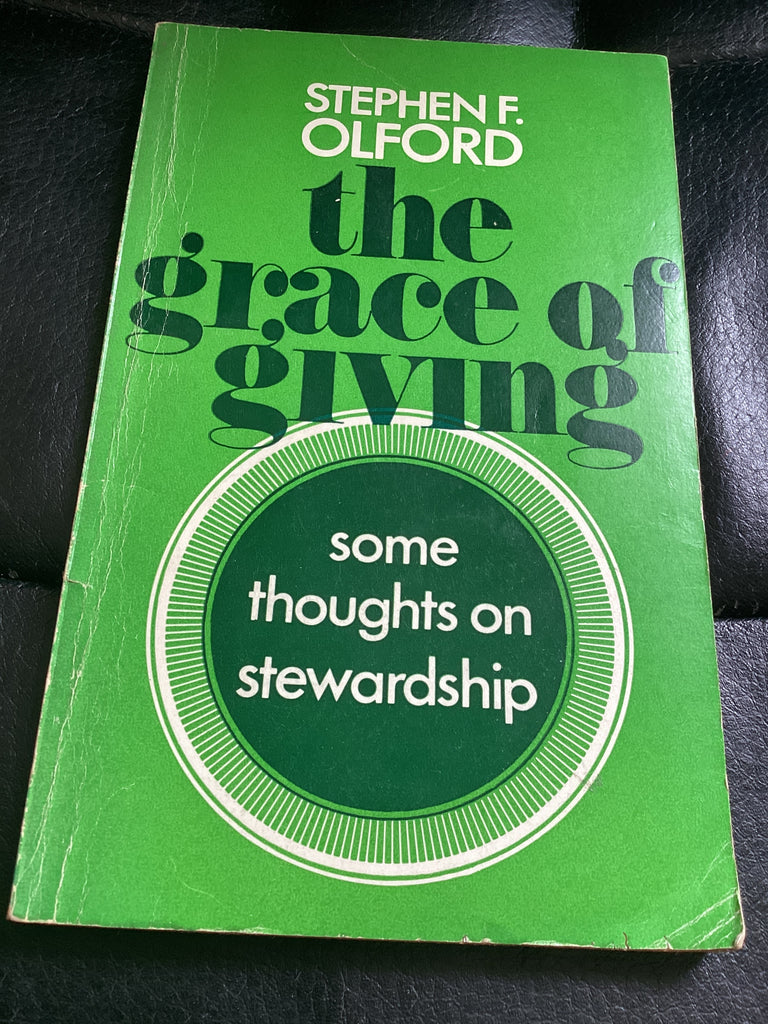 STEPHEN F.
OLFORD
the
grace of
giving
some
thoughts on
stewardship